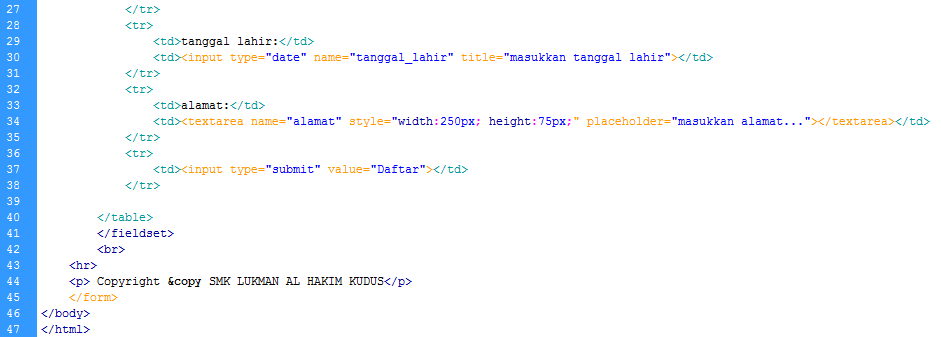 27 </tr>
28 <tr>
29 <td>tanggal lahir:</td>
30 <td><input type="date" name="tanggal_lahir" title="masukkan tanggal lahir"></td>
31 </tr>
32 <tr>
33 <td>alamat:</td>
34 <td><textarea name="alamat" style="width:250px; height:75px;" placeholder="masukkan alamat..."></textarea></td>
35 </tr>
36 <tr>
37 <td><input type="submit" value="Daftar"></td>
38 </tr>
39
40 </table>
41 </fieldset>
42 <br>
43 <hr>
44 <p> Copyright &copy SMK LUKMAN AL HAKIM KUDUS</p>
45 </form>
46 </body>
47 </html>